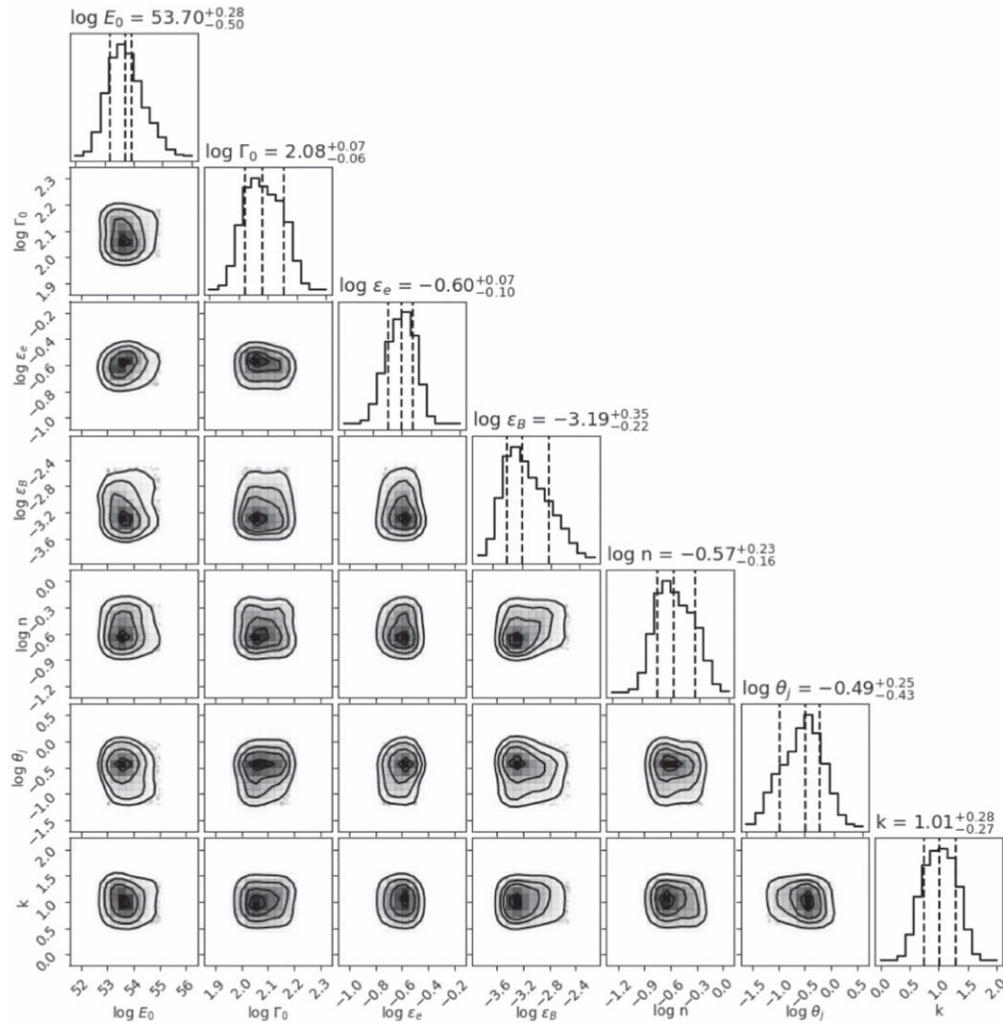 log E₀ = 53.70^{+0.28}_{−0.50}
log Γ₀ = 2.08^{+0.07}_{−0.06}
2.3
2.2
2.1
2.0
1.9
log Γ₀
log ε_e = −0.60^{+0.07}_{−0.10}
−0.2
−0.4
−0.6
−0.8
−1.0
log ε_e
log ε_B = −3.19^{+0.35}_{−0.22}
−2.4
−2.8
−3.2
−3.6
log ε_B
log n = −0.57^{+0.23}_{−0.16}
0.0
−0.3
−0.6
−0.9
−1.2
log n
log θ_j = −0.49^{+0.25}_{−0.43}
0.5
0.0
−0.5
−1.0
−1.5
log θ_j
k = 1.01^{+0.28}_{−0.27}
2.0
1.5
1.0
0.5
0.0
k
52 53 54 55 56 1.9 2.0 2.1 2.2 2.3 −1.0 −0.8 −0.6 −0.4 −0.2 −3.6 −3.2 −2.8 −2.4 −1.2 −0.9 −0.6 −0.3 0.0 −1.5 −1.0 −0.5 0.0 0.5 0.0 0.5 1.0 1.5 2.0
log E₀ log Γ₀ log ε_e log ε_B log n log θ_j k